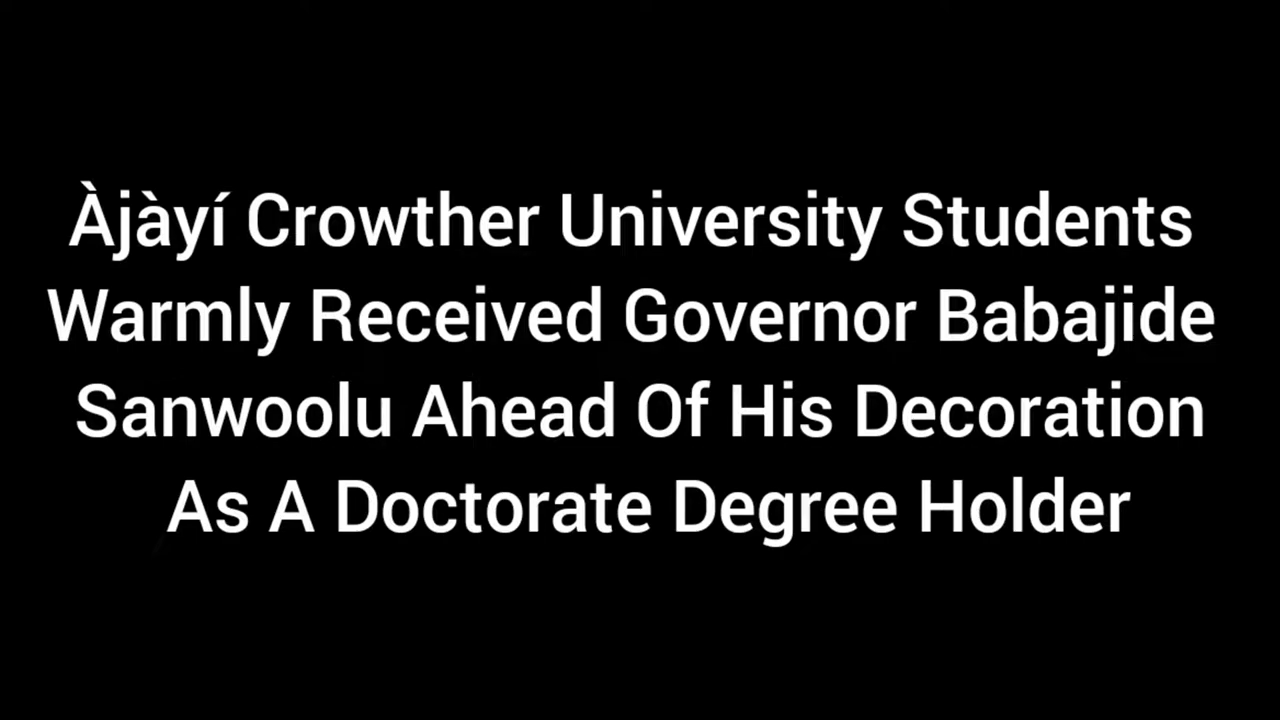 Àjàyí Crowther University Students
Warmly Received Governor Babajide
Sanwoolu Ahead Of His Decoration
As A Doctorate Degree Holder